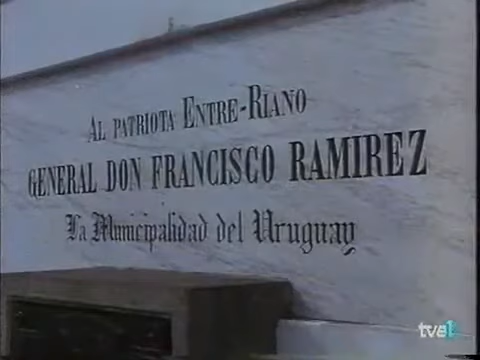 AL PATRIOTA ENTRE-RIANO
GENERAL DON FRANCISCO RAMIREZ
La Municipalidad del Uruguay
tve1